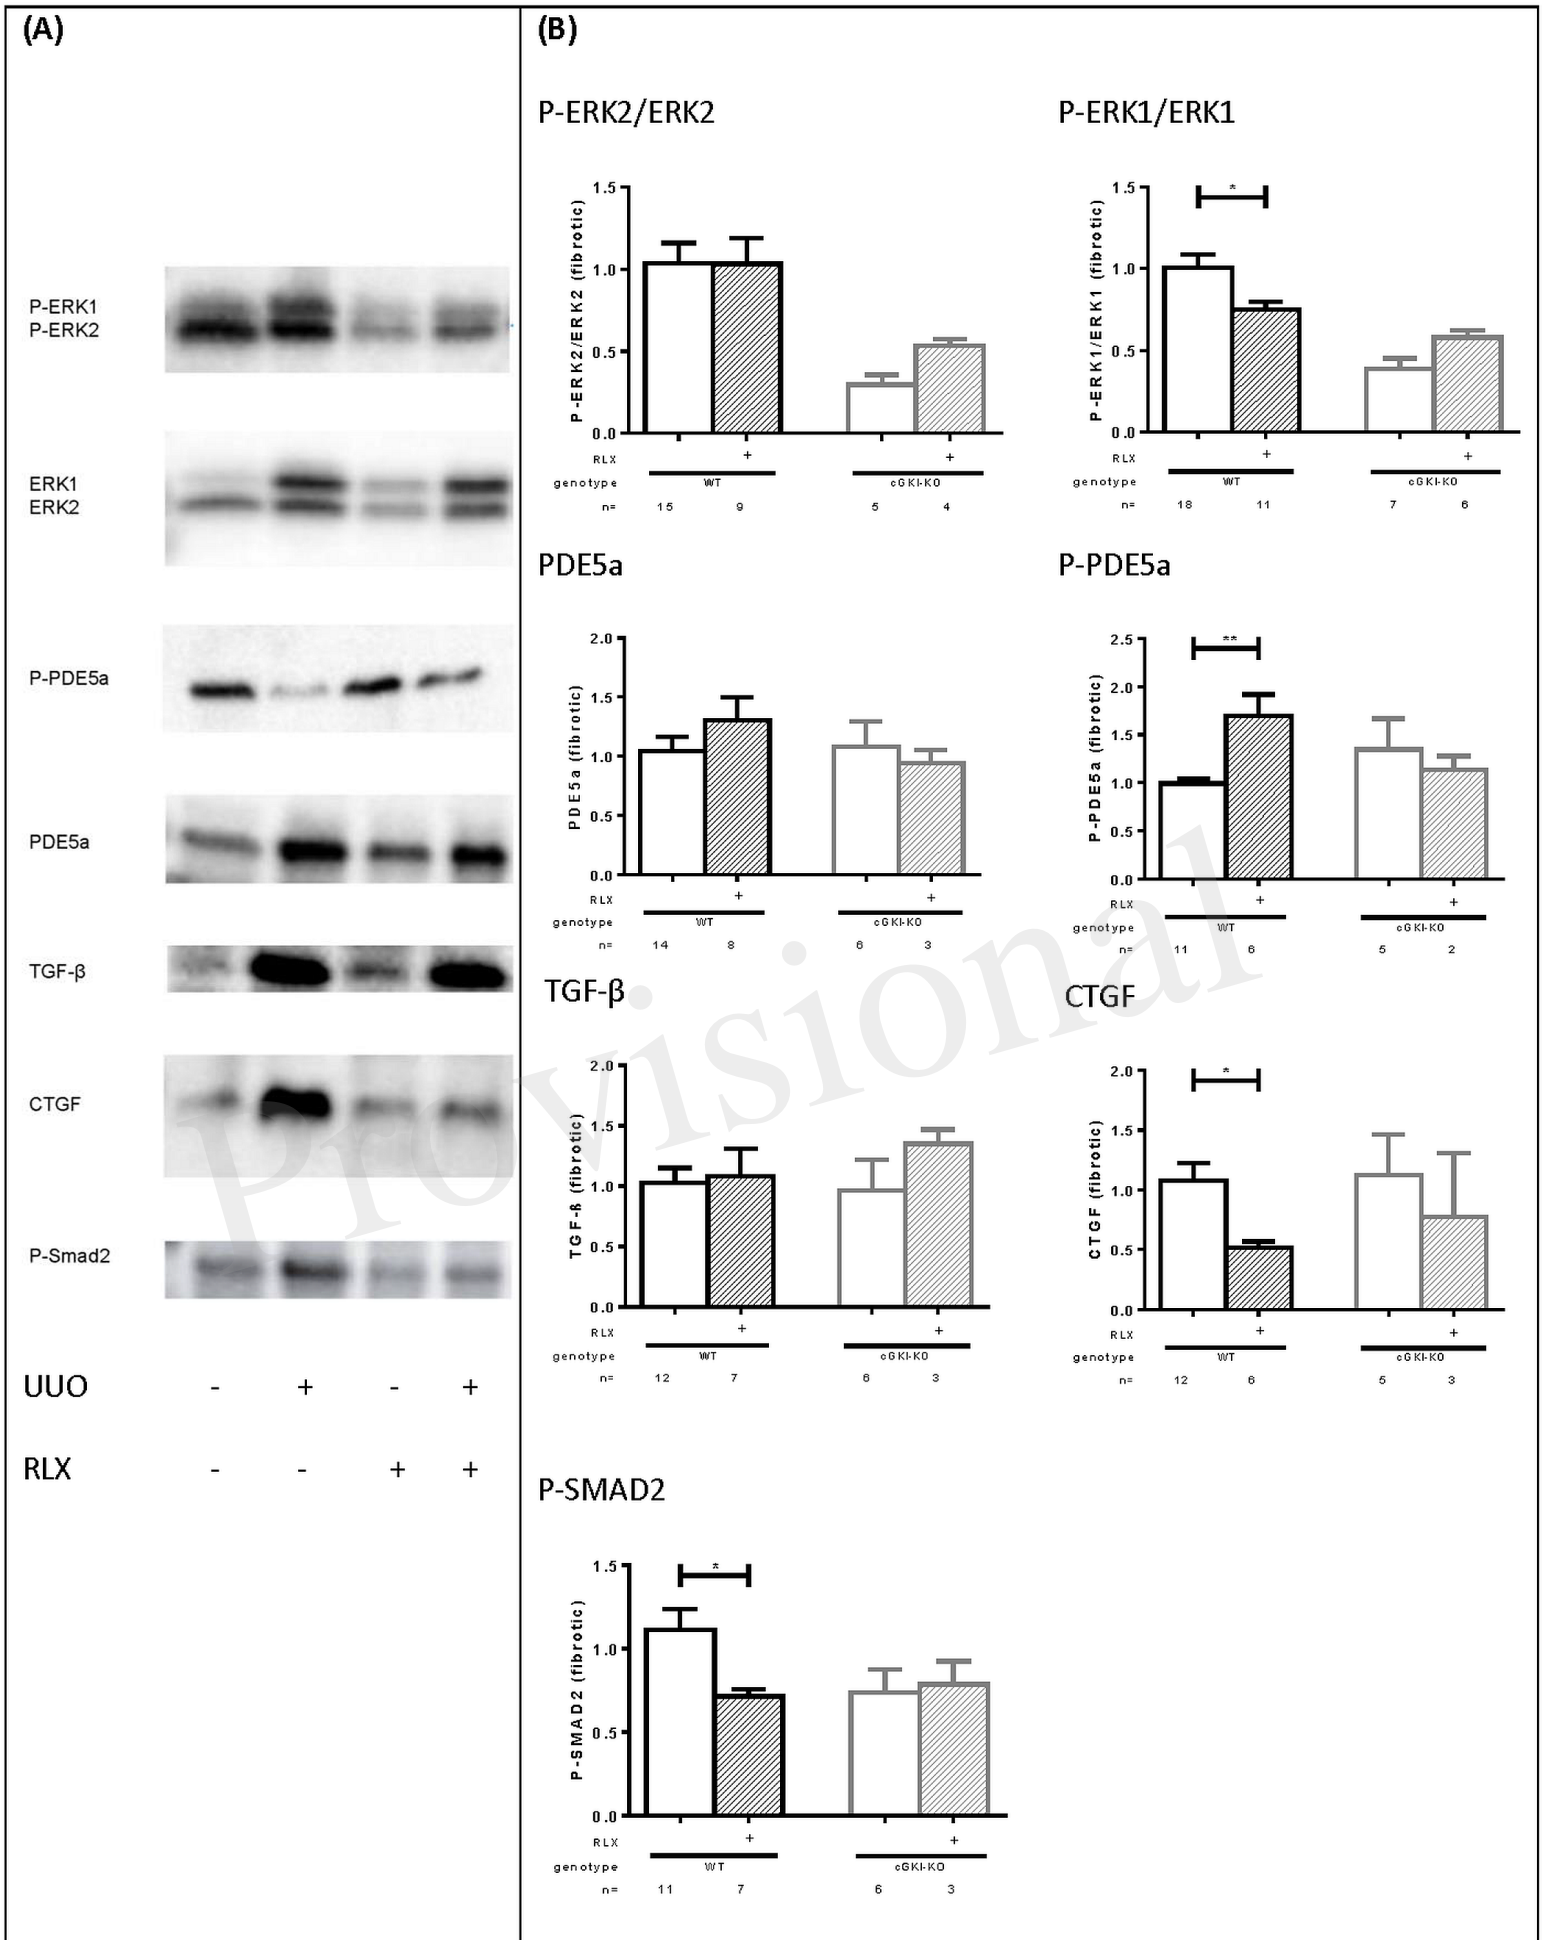 (A)
P-ERK1
P-ERK2
ERK1
ERK2
P-PDE5a
PDE5a
TGF-β
CTGF
P-Smad2
UUO - + - +
RLX - - + +
(B)
P-ERK2/ERK2
P-ERK2/ERK2 (fibrotic)
1.5
1.0
0.5
0.0
RLX + +
genotype WT cGKI-KO
n= 15 9 5 4
P-ERK1/ERK1
P-ERK1/ERK1 (fibrotic)
1.5
1.0
0.5
0.0
*
RLX + +
genotype WT cGKI-KO
n= 18 11 7 6
PDE5a
PDE5a (fibrotic)
2.0
1.5
1.0
0.5
0.0
RLX + +
genotype WT cGKI-KO
n= 14 8 6 3
P-PDE5a
P-PDE5a (fibrotic)
2.5
2.0
1.5
1.0
0.5
0.0
**
RLX + +
genotype WT cGKI-KO
n= 11 6 5 2
TGF-β
TGF-ß (fibrotic)
2.0
1.5
1.0
0.5
0.0
RLX + +
genotype WT cGKI-KO
n= 12 7 6 3
CTGF
CTGF (fibrotic)
2.0
1.5
1.0
0.5
0.0
*
RLX + +
genotype WT cGKI-KO
n= 12 6 5 3
P-SMAD2
P-SMAD2 (fibrotic)
1.5
1.0
0.5
0.0
*
RLX + +
genotype WT cGKI-KO
n= 11 7 6 3
Provisional